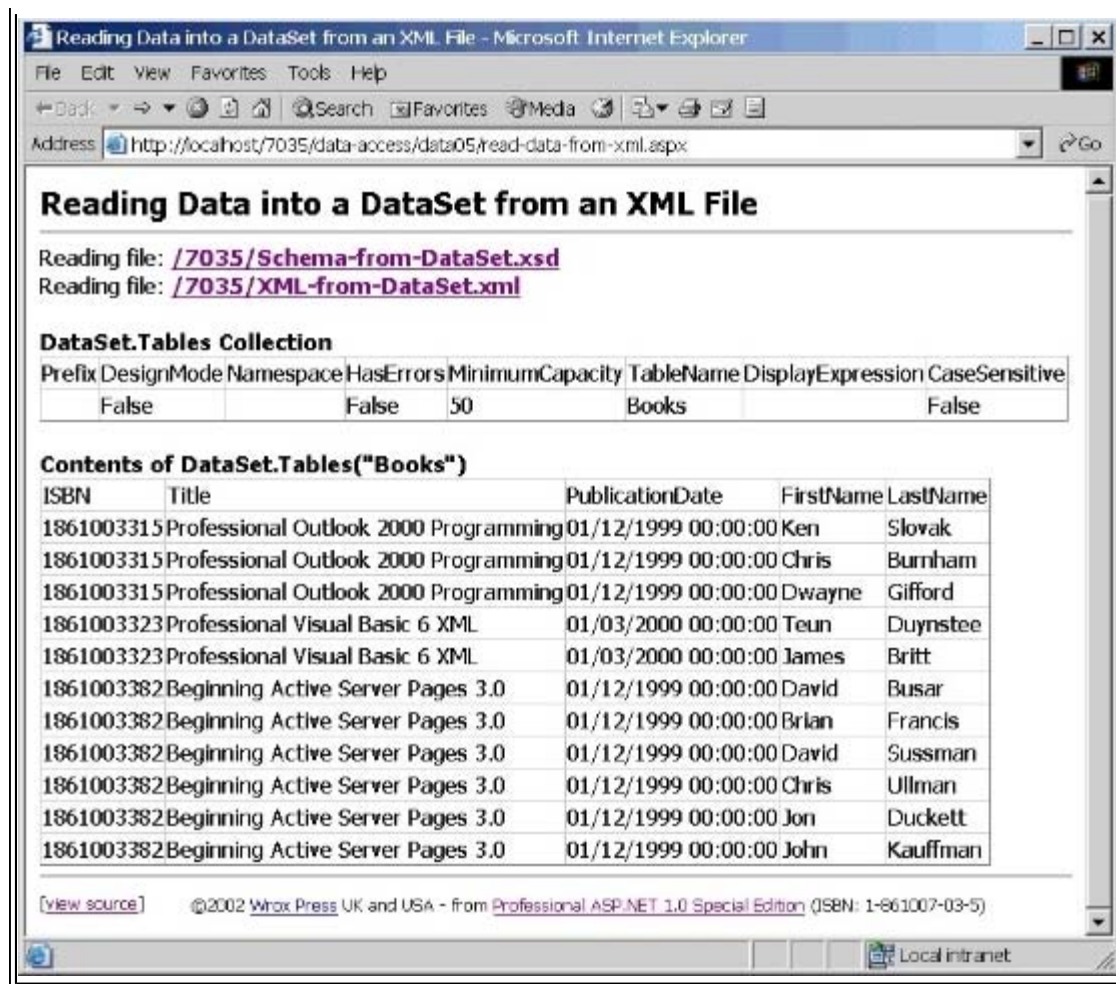 Reading Data into a DataSet from an XML File - Microsoft Internet Explorer
File Edit View Favorites Tools Help
Back Search Favorites Media
Address http://localhost/7035/data-access/data05/read-data-from-xml.aspx Go
Reading Data into a DataSet from an XML File
Reading file: /7035/Schema-from-DataSet.xsd
Reading file: /7035/XML-from-DataSet.xml
DataSet.Tables Collection
Prefix DesignMode Namespace HasErrors MinimumCapacity TableName DisplayExpression CaseSensitive
False False 50 Books False
Contents of DataSet.Tables("Books")
ISBN Title PublicationDate FirstName LastName
1861003315 Professional Outlook 2000 Programming 01/12/1999 00:00:00 Ken Slovak
1861003315 Professional Outlook 2000 Programming 01/12/1999 00:00:00 Chris Burnham
1861003315 Professional Outlook 2000 Programming 01/12/1999 00:00:00 Dwayne Gifford
1861003323 Professional Visual Basic 6 XML 01/03/2000 00:00:00 Teun Duynstee
1861003323 Professional Visual Basic 6 XML 01/03/2000 00:00:00 James Britt
1861003382 Beginning Active Server Pages 3.0 01/12/1999 00:00:00 David Busar
1861003382 Beginning Active Server Pages 3.0 01/12/1999 00:00:00 Brian Francis
1861003382 Beginning Active Server Pages 3.0 01/12/1999 00:00:00 David Sussman
1861003382 Beginning Active Server Pages 3.0 01/12/1999 00:00:00 Chris Ullman
1861003382 Beginning Active Server Pages 3.0 01/12/1999 00:00:00 Jon Duckett
1861003382 Beginning Active Server Pages 3.0 01/12/1999 00:00:00 John Kauffman
[view source] ©2002 Wrox Press UK and USA - from Professional ASP.NET 1.0 Special Edition (ISBN: 1-861007-03-5)
Local intranet